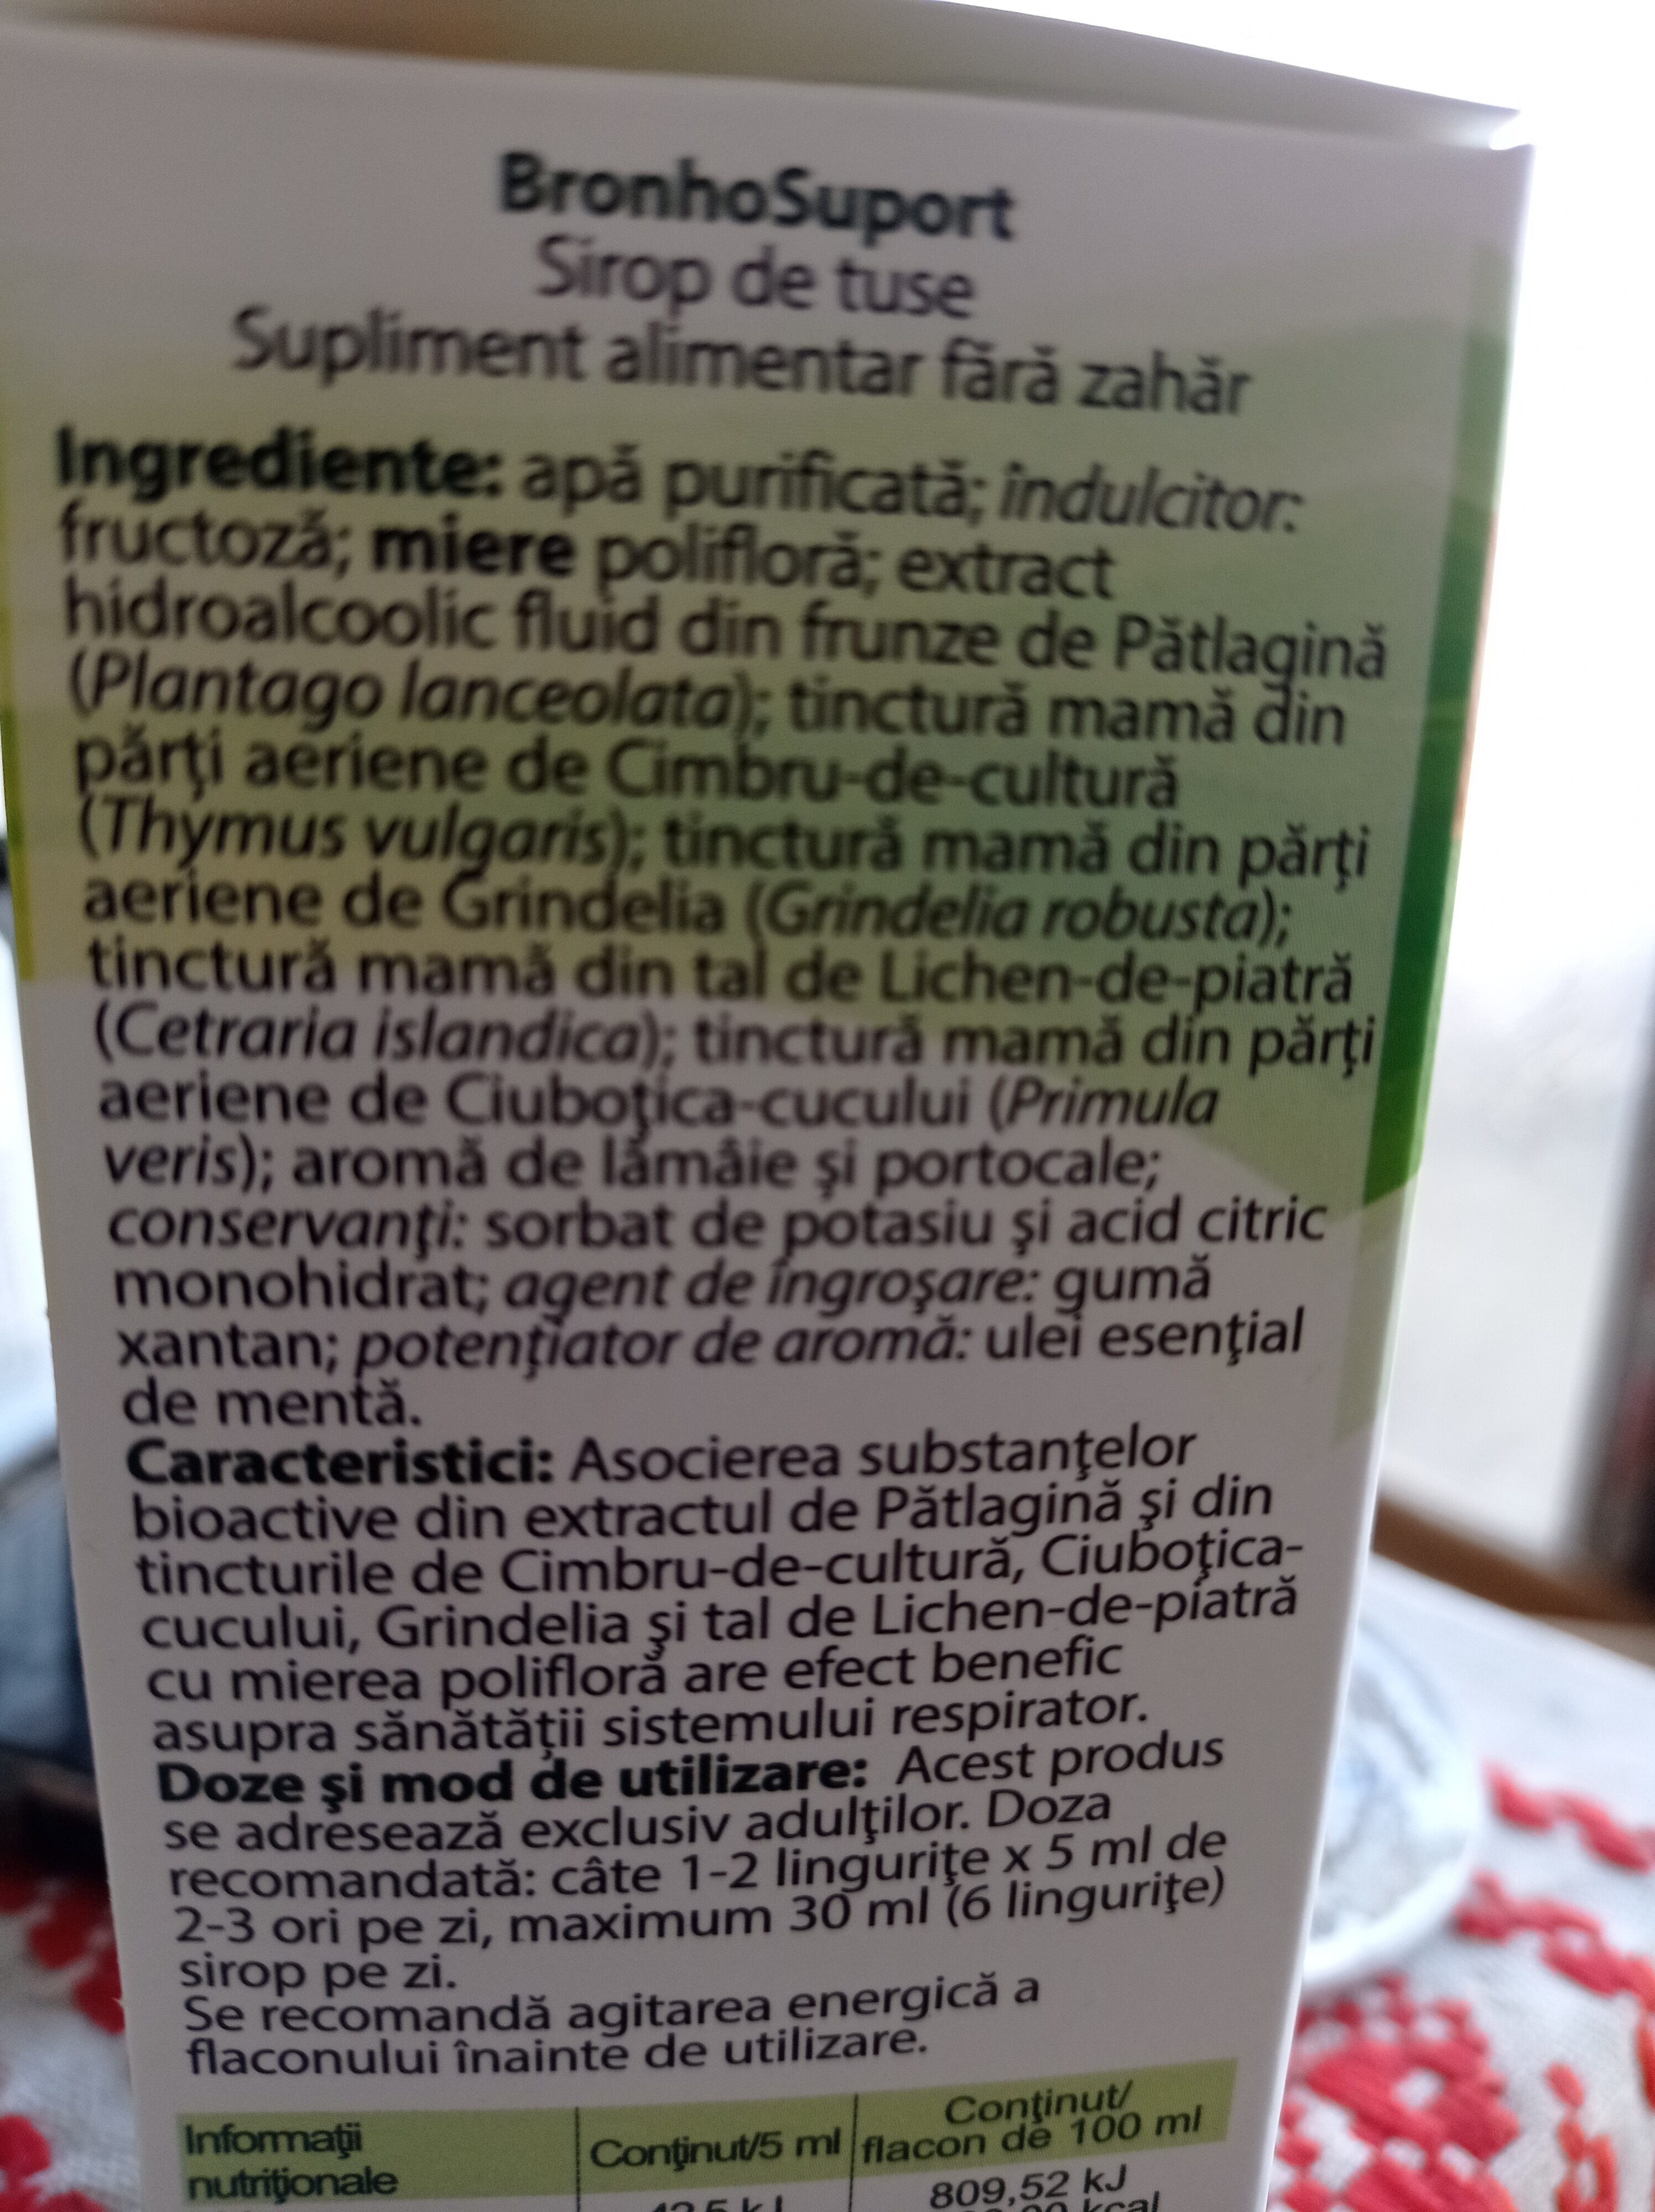 BronhoSuport
Sirop de tuse
Supliment alimentar fără zahăr
Ingrediente: apă purificată; îndulcitor:
fructoză; miere polifloră; extract
hidroalcoolic fluid din frunze de Pătlagină
(Plantago lanceolata); tinctură mamă din
părţi aeriene de Cimbru-de-cultură
(Thymus vulgaris); tinctură mamă din părţi
aeriene de Grindelia (Grindelia robusta);
tinctură mamă din tal de Lichen-de-piatră
(Cetraria islandica); tinctură mamă din părţi
aeriene de Ciuboţica-cucului (Primula
veris); aromă de lămâie şi portocale;
conservanţi: sorbat de potasiu şi acid citric
monohidrat; agent de îngroşare: gumă
xantan; potenţiator de aromă: ulei esenţial
de mentă.
Caracteristici: Asocierea substanţelor
bioactive din extractul de Pătlagină şi din
tincturile de Cimbru-de-cultură, Ciuboţica-
cucului, Grindelia şi tal de Lichen-de-piatră
cu mierea polifloră are efect benefic
asupra sănătăţii sistemului respirator.
Doze şi mod de utilizare: Acest produs
se adresează exclusiv adulţilor. Doza
recomandată: câte 1-2 linguriţe x 5 ml de
2-3 ori pe zi, maximum 30 ml (6 linguriţe)
sirop pe zi.
Se recomandă agitarea energică a
flaconului înainte de utilizare.
Informaţii nutriţionale
Conţinut/5 ml
Conţinut/
flacon de 100 ml
809,52 kJ
kcal